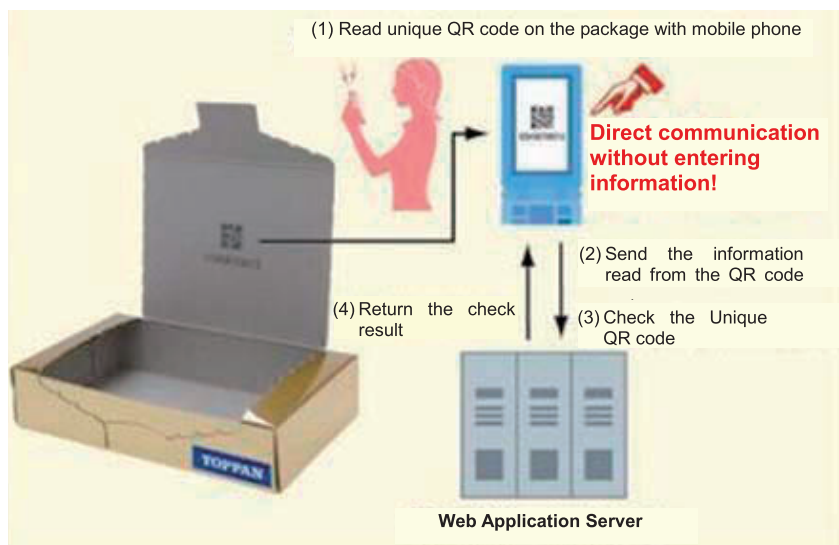 (1) Read unique QR code on the package with mobile phone
Direct communication
without entering
information!
(2) Send the information
read from the QR code
(4) Return the check
result
(3) Check the Unique
QR code
TOPPAN
Web Application Server